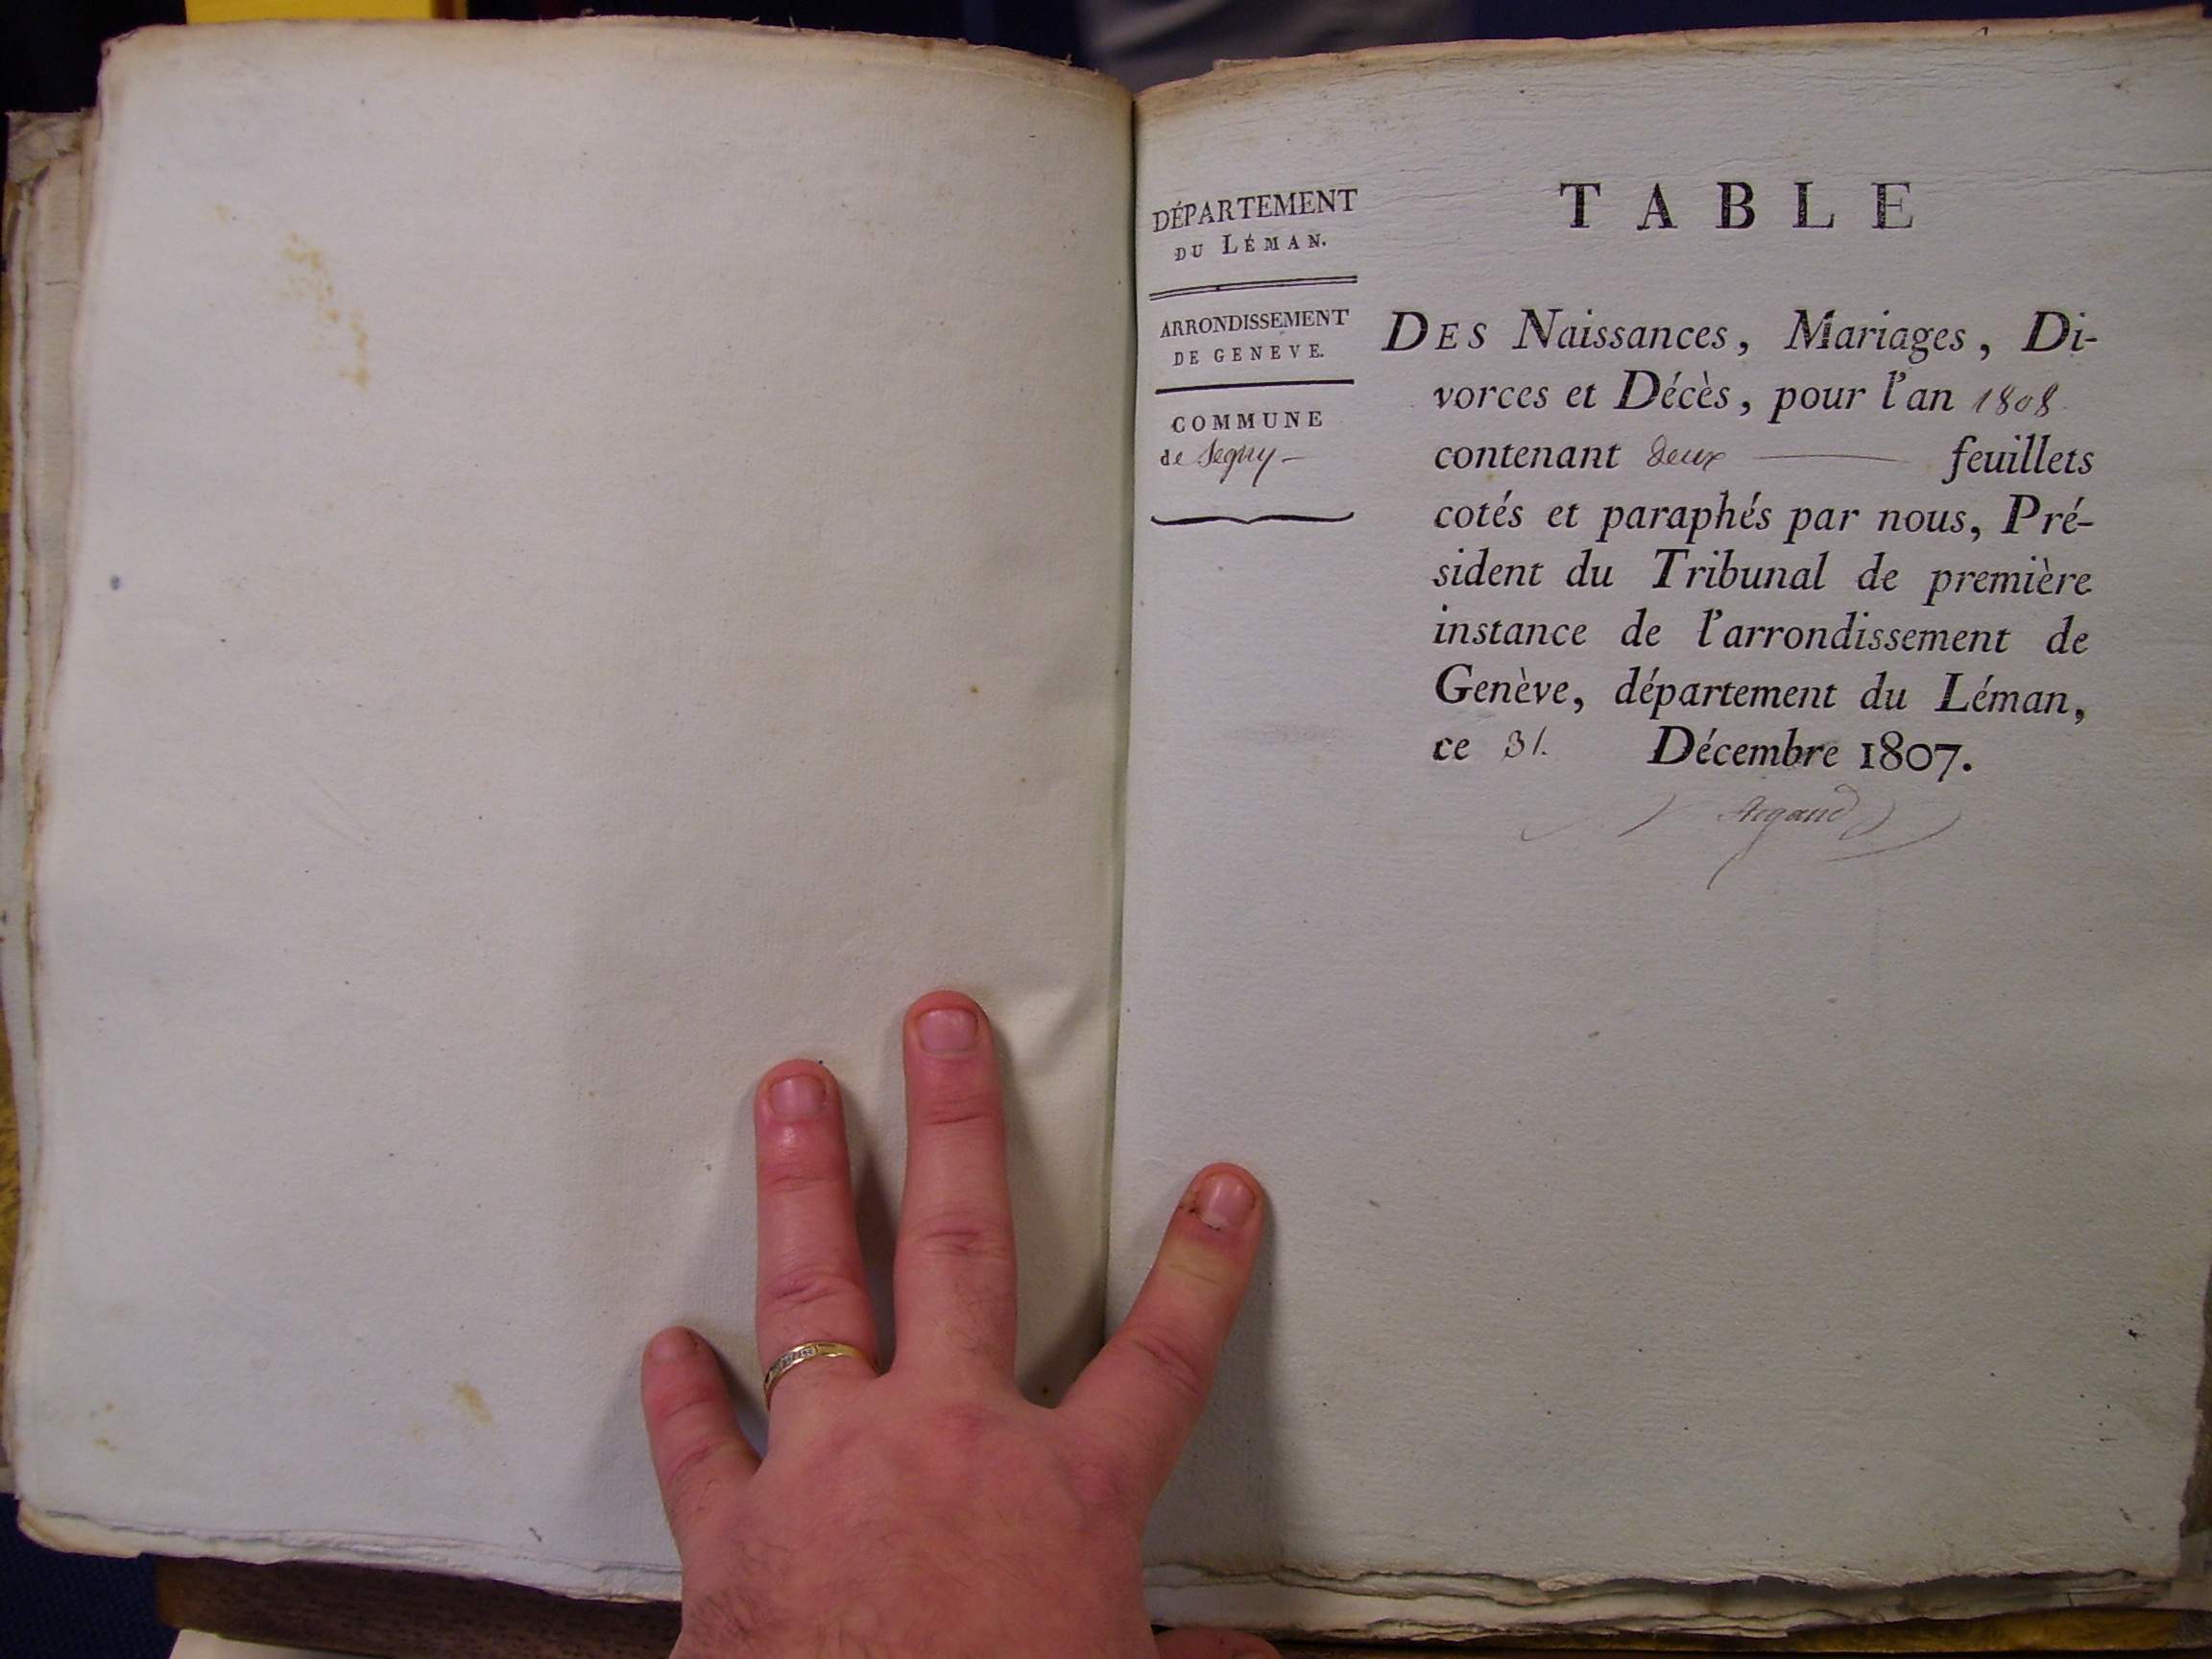 DÉPARTEMENT
DU LÉMAN.
ARRONDISSEMENT
DE GENEVE.
COMMUNE
de Segny -
TABLE
DES Naissances, Mariages, Di-
vorces et Décès, pour l'an 1808
contenant deux — feuillets
cotés et paraphés par nous, Pré-
sident du Tribunal de première
instance de l'arrondissement de
Genève, département du Léman,
ce 31. Décembre 1807.
Argand